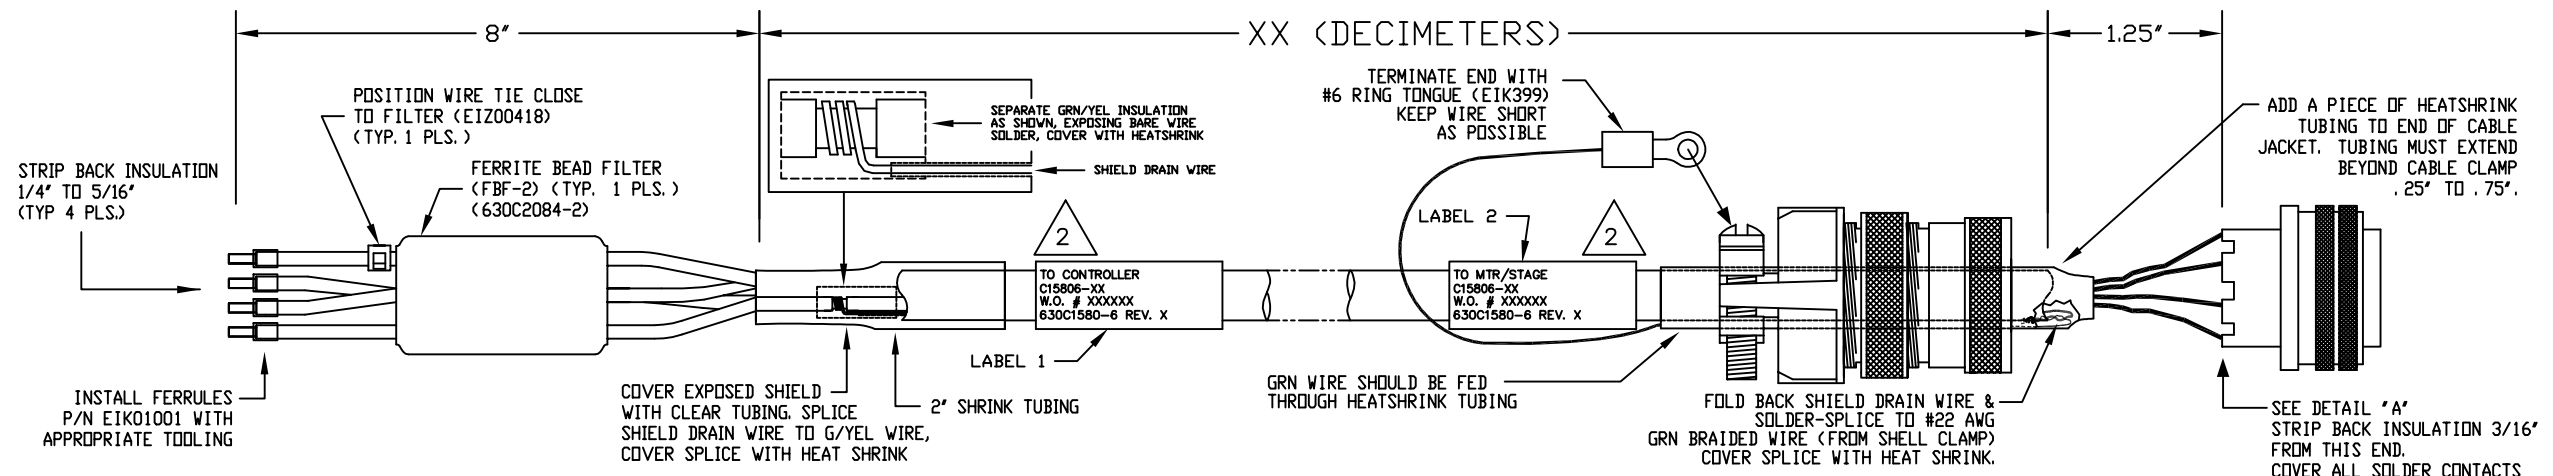 8"
XX (DECIMETERS)
1.25"
POSITION WIRE TIE CLOSE
TO FILTER (EIZ00418)
(TYP. 1 PLS.)
STRIP BACK INSULATION
1/4" TO 5/16"
(TYP 4 PLS.)
FERRITE BEAD FILTER
(FBF-2) (TYP. 1 PLS.)
(630C2084-2)
SEPARATE GRN/YEL INSULATION
AS SHOWN, EXPOSING BARE WIRE
SOLDER, COVER WITH HEATSHRINK
SHIELD DRAIN WIRE
TERMINATE END WITH
#6 RING TONGUE (EIK399)
KEEP WIRE SHORT
AS POSSIBLE
ADD A PIECE OF HEATSHRINK
TUBING TO END OF CABLE
JACKET. TUBING MUST EXTEND
BEYOND CABLE CLAMP
.25" TO .75".
2
LABEL 2
2
TO CONTROLLER
C15806-XX
W.O. # XXXXXX
630C1580-6 REV. X
TO MTR/STAGE
C15806-XX
W.O. # XXXXXX
630C1580-6 REV. X
LABEL 1
INSTALL FERRULES
P/N EIK01001 WITH
APPROPRIATE TOOLING
COVER EXPOSED SHIELD
WITH CLEAR TUBING. SPLICE
SHIELD DRAIN WIRE TO G/YEL WIRE,
COVER SPLICE WITH HEAT SHRINK
2" SHRINK TUBING
GRN WIRE SHOULD BE FED
THROUGH HEATSHRINK TUBING
FOLD BACK SHIELD DRAIN WIRE &
SOLDER-SPLICE TO #22 AWG
GRN BRAIDED WIRE (FROM SHELL CLAMP)
COVER SPLICE WITH HEAT SHRINK.
SEE DETAIL "A"
STRIP BACK INSULATION 3/16"
FROM THIS END.
COVER ALL SOLDER CONTACTS